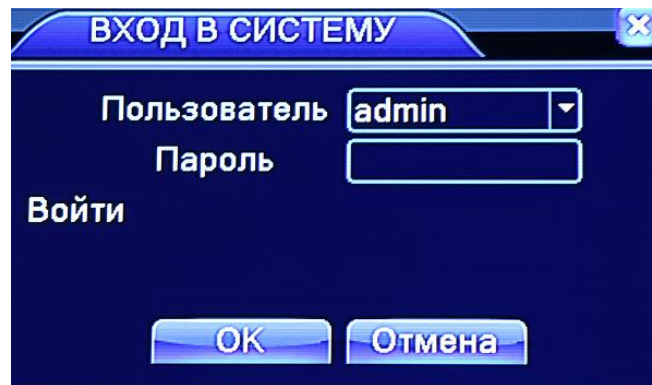 ВХОД В СИСТЕМУ
Пользователь admin
Пароль
Войти
OK Отмена